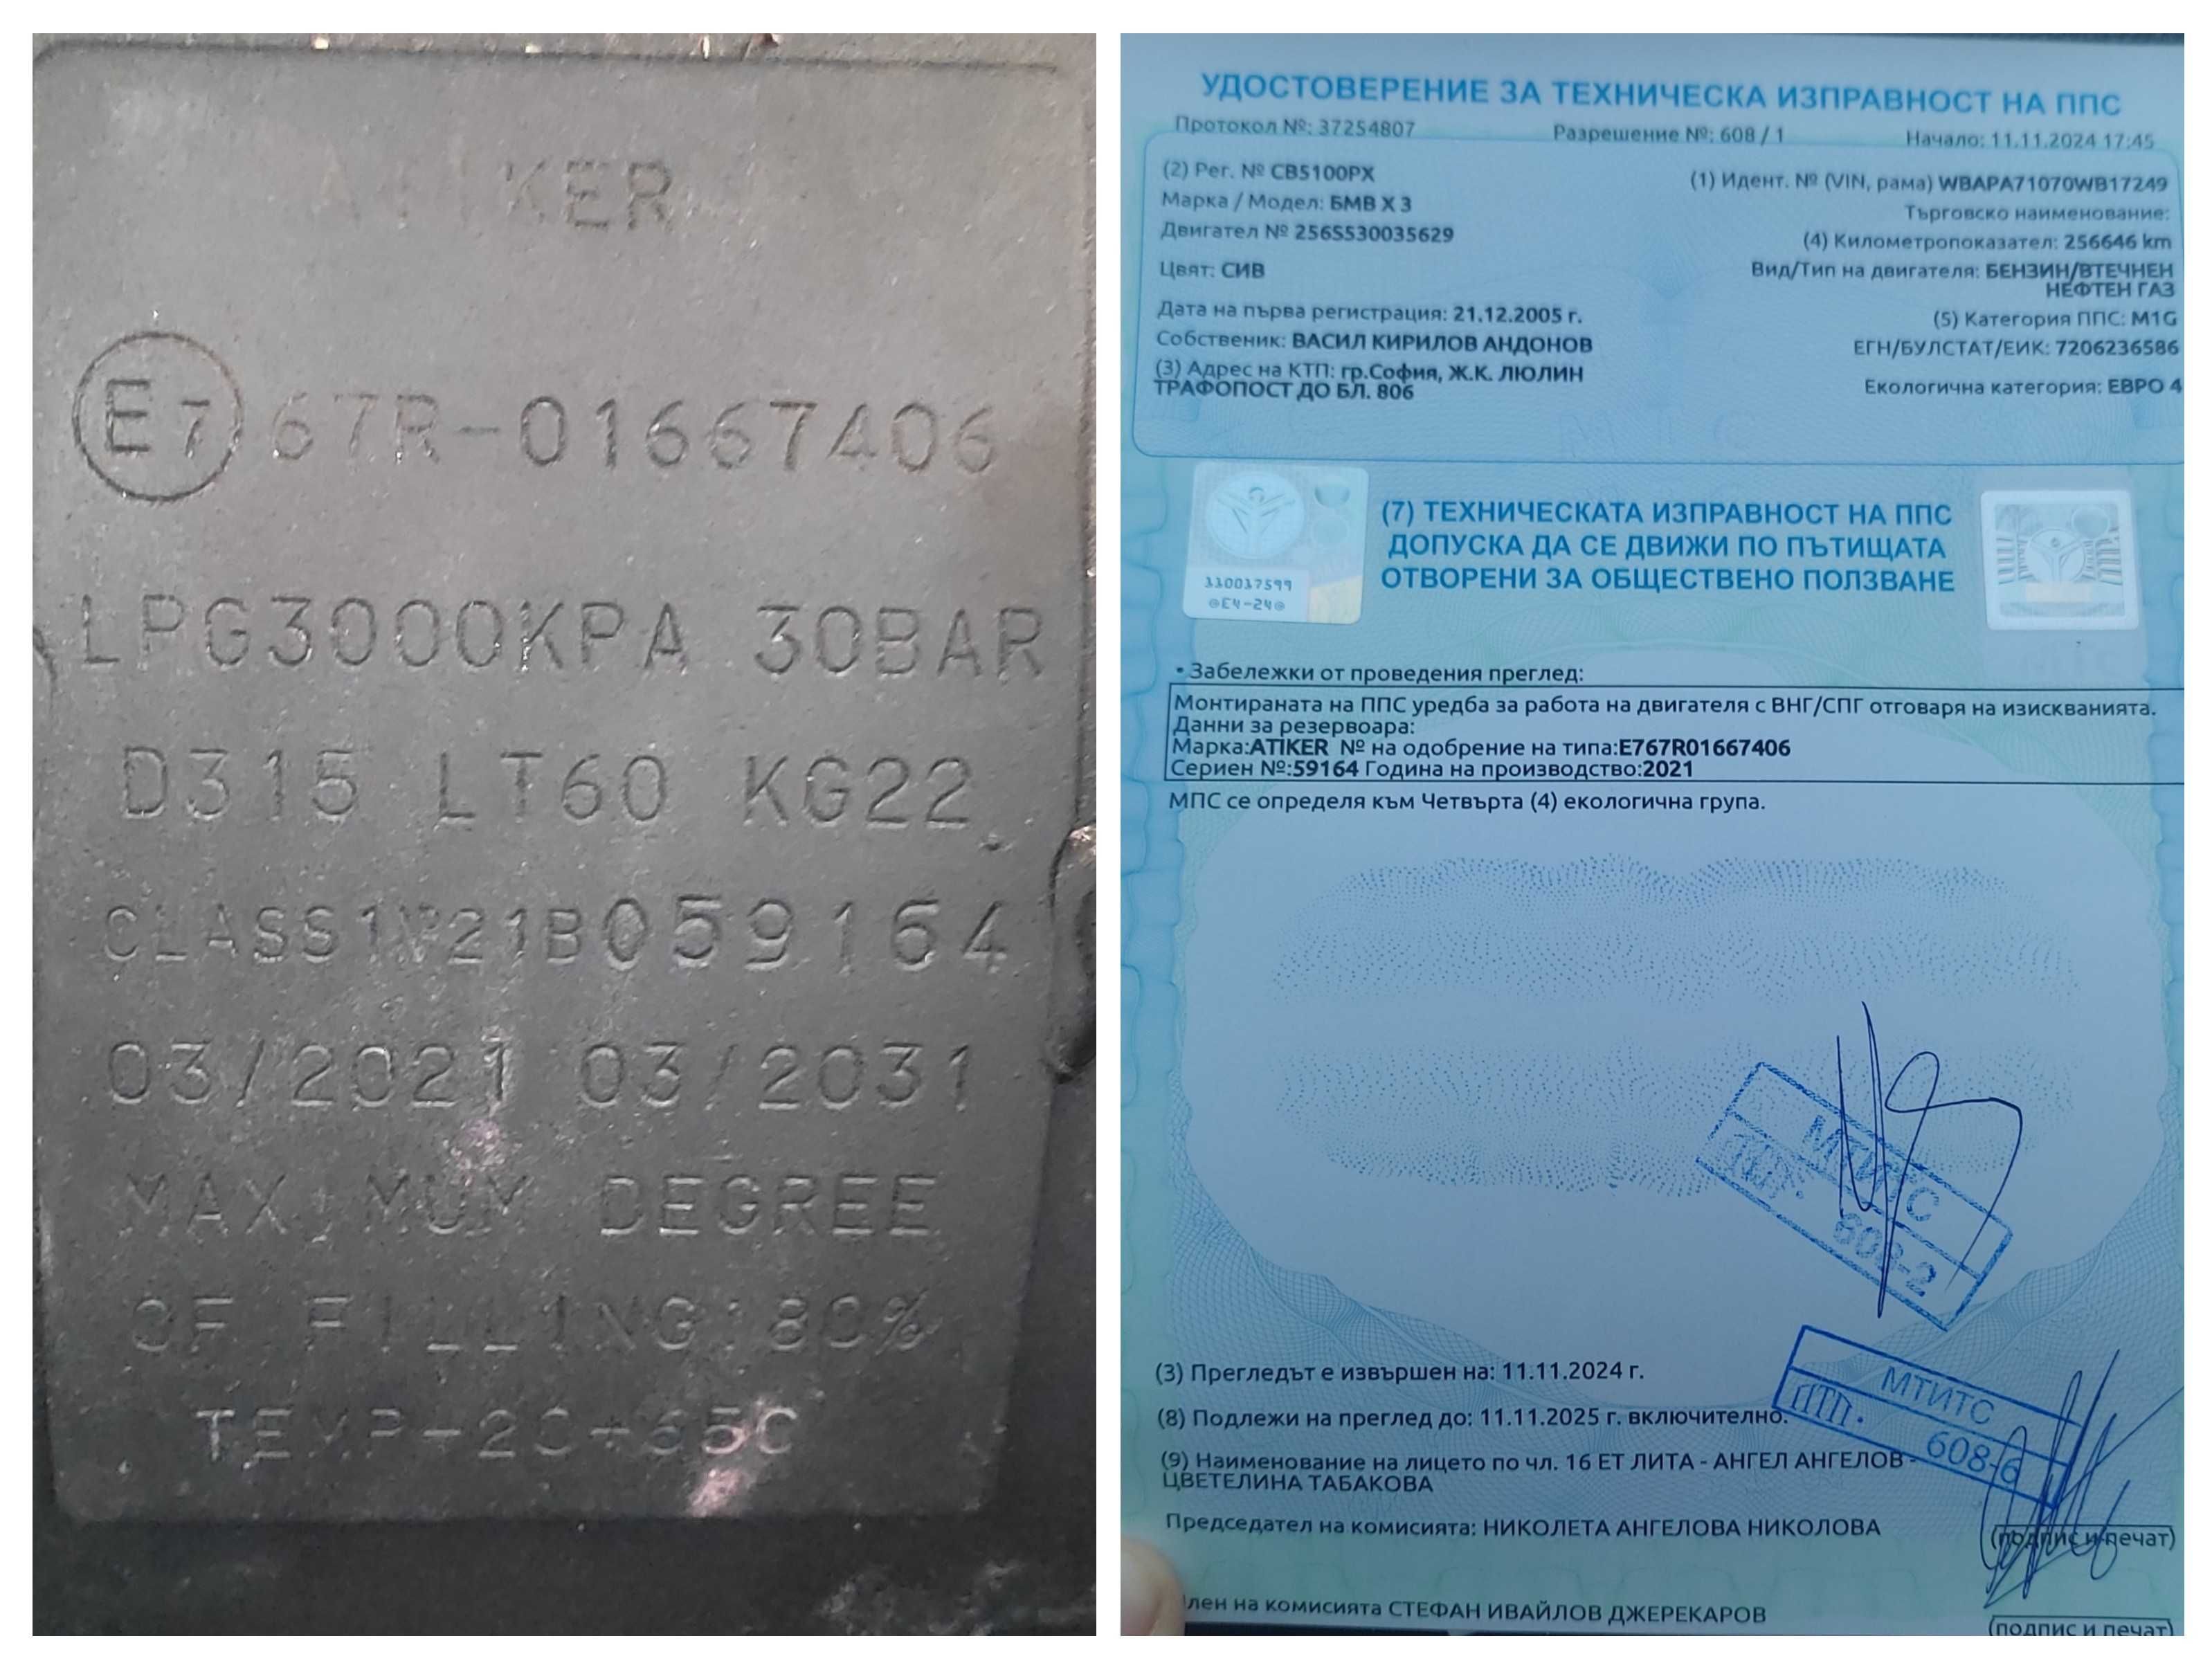 ATIKER
E7 67R-01667406
LPG3000KPA 30BAR
D315 LT60 KG22
CLASS1Nº21B059164
03/2021 03/2031
MAXIMUM DEGREE
OF FILLING:80%
TEMP-20+65C
УДОСТОВЕРЕНИЕ ЗА ТЕХНИЧЕСКА ИЗПРАВНОСТ НА ППС
Протокол №: 37254807 Разрешение №: 608 / 1 Начало: 11.11.2024 17:45
(2) Рег. № СВ5100РХ
(1) Идент. № (VIN, рама) WBAPA71070WB17249
Марка / Модел: БМВ Х 3
Търговско наименование:
Двигател № 256S530035629
(4) Километропоказател: 256646 km
Цвят: СИВ
Вид/Тип на двигателя: БЕНЗИН/ВТЕЧНЕН
НЕФТЕН ГАЗ
Дата на първа регистрация: 21.12.2005 г.
(5) Категория ППС: M1G
Собственик: ВАСИЛ КИРИЛОВ АНДОНОВ
ЕГН/БУЛСТАТ/ЕИК: 7206236586
(3) Адрес на КТП: гр.София, Ж.К. ЛЮЛИН
ТРАФОПОСТ ДО БЛ. 806
Екологична категория: ЕВРО 4
(7) ТЕХНИЧЕСКАТА ИЗПРАВНОСТ НА ППС
ДОПУСКА ДА СЕ ДВИЖИ ПО ПЪТИЩАТА
ОТВОРЕНИ ЗА ОБЩЕСТВЕНО ПОЛЗВАНЕ
330037599
@E4-24@
• Забележки от проведения преглед:
Монтираната на ППС уредба за работа на двигателя с ВНГ/СПГ отговаря на изискванията.
Данни за резервоара:
Марка:ATIKER № на одобрение на типа:E767R01667406
Сериен №:59164 Година на производство:2021
МПС се определя към Четвърта (4) екологична група.
МТИТС
608-2
(3) Прегледът е извършен на: 11.11.2024 г.
МТИТС
ПТП. 608-6
(8) Подлежи на преглед до: 11.11.2025 г. включително.
(9) Наименование на лицето по чл. 16 ЕТ ЛИТА - АНГЕЛ АНГЕЛОВ -
ЦВЕТЕЛИНА ТАБАКОВА
Председател на комисията: НИКОЛЕТА АНГЕЛОВА НИКОЛОВА
(подпис и печат)
лен на комисията СТЕФАН ИВАЙЛОВ ДЖЕРЕКАРОВ
(подпис и печат)